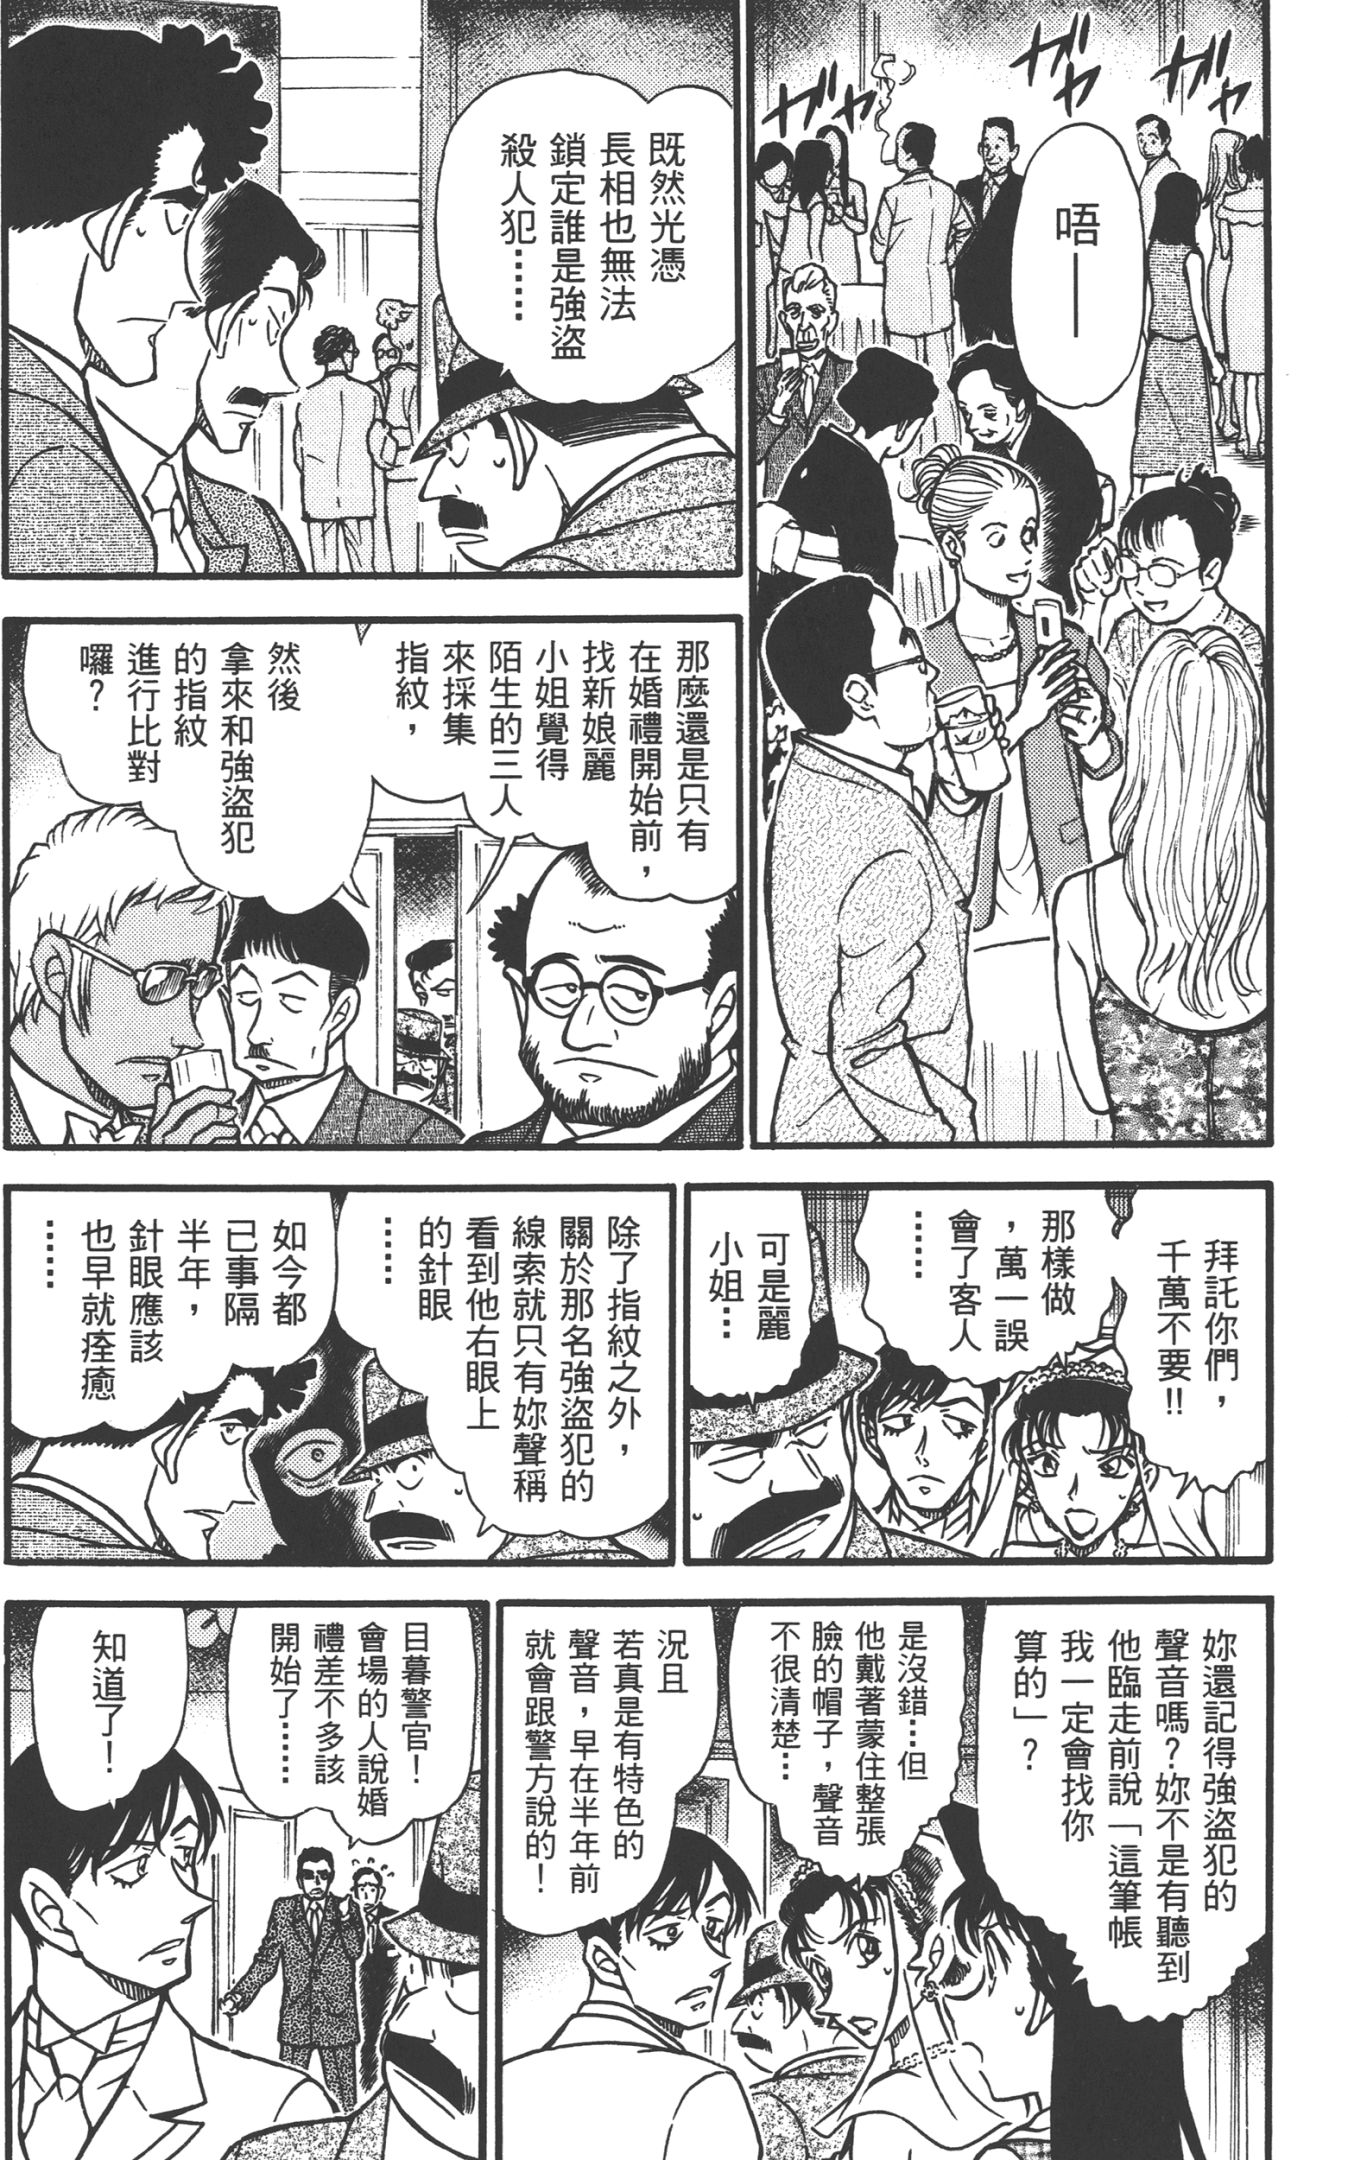 ガヤ
ガヤ
ガヤ
唔——
既然光憑
長相也無法
鎖定誰是強盜
殺人犯……
那麼還是只有
在婚禮開始前，
找新娘麗
小姐覺得
陌生的三人
來採集
指紋，
然後
拿來和強盜犯
的指紋
進行比對
囉？
拜託你們，
千萬不要!!
那樣做
，萬一誤
會了客人
……
可是麗
小姐…
除了指紋之外，
關於那名強盜犯的
線索就只有妳聲稱
看到他右眼上
的針眼
……
如今都
已事隔
半年，
針眼應該
也早就痊癒
……
妳還記得強盜犯的
聲音嗎？妳不是有聽到
他臨走前說「這筆帳
我一定會找你
算的」？
是沒錯…但
他戴著蒙住整張
臉的帽子，聲音
不很清楚…
況且
若真是有特色的
聲音，早在半年前
就會跟警方說的！
目暮警官！
會場的人說婚
禮差不多該
開始了……
知道了！